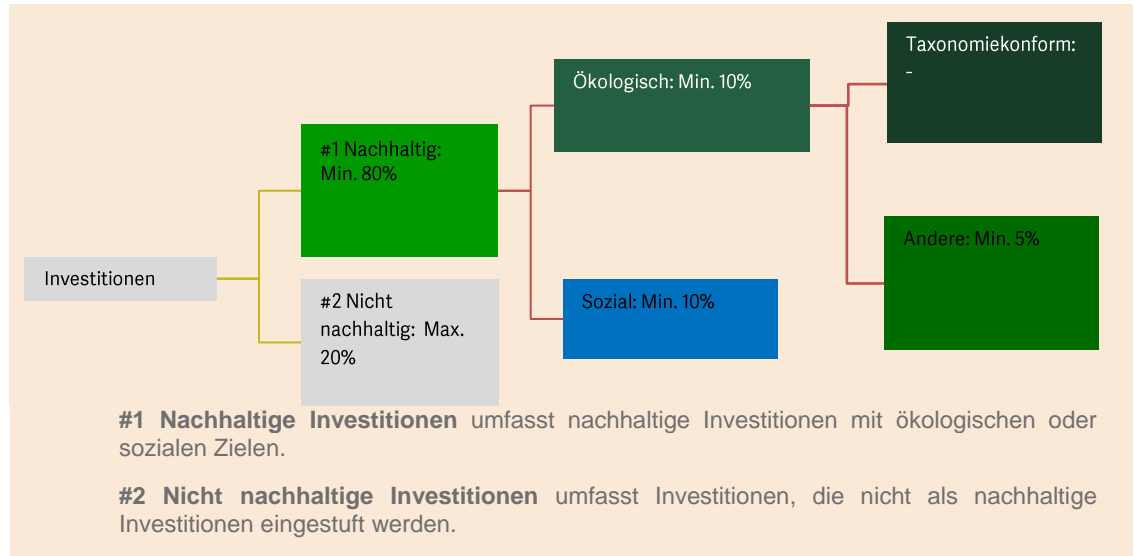 Investitionen
#1 Nachhaltig:
Min. 80%
#2 Nicht
nachhaltig: Max.
20%
Ökologisch: Min. 10%
Sozial: Min. 10%
Taxonomiekonform:
-
Andere: Min. 5%
#1 Nachhaltige Investitionen umfasst nachhaltige Investitionen mit ökologischen oder
sozialen Zielen.
#2 Nicht nachhaltige Investitionen umfasst Investitionen, die nicht als nachhaltige
Investitionen eingestuft werden.